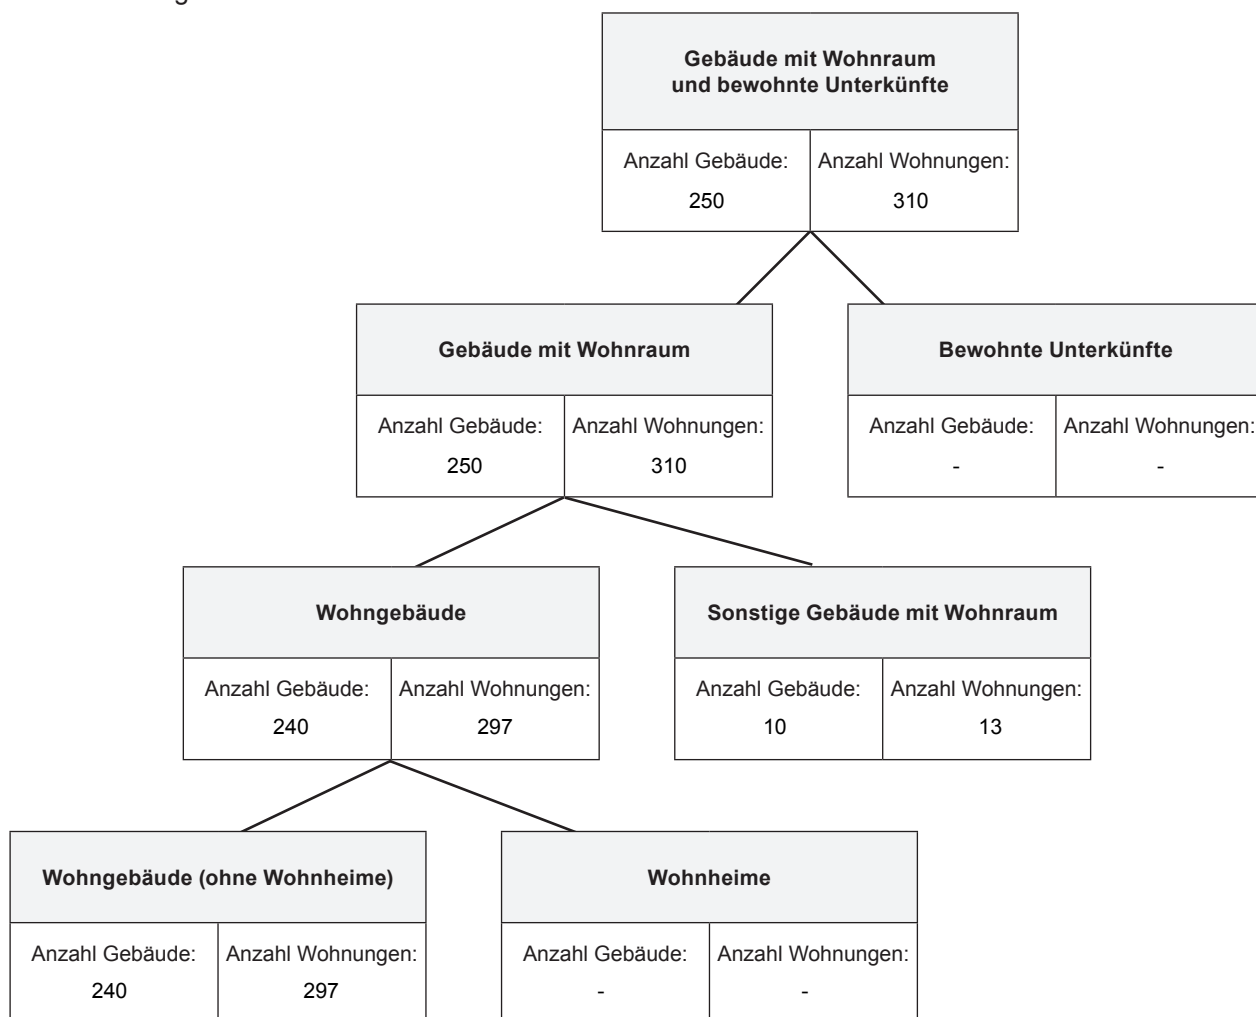 Gebäude mit Wohnraum
und bewohnte Unterkünfte
Anzahl Gebäude: Anzahl Wohnungen:
250 310
Gebäude mit Wohnraum
Anzahl Gebäude: Anzahl Wohnungen:
250 310
Bewohnte Unterkünfte
Anzahl Gebäude: Anzahl Wohnungen:
- -
Wohngebäude
Anzahl Gebäude: Anzahl Wohnungen:
240 297
Sonstige Gebäude mit Wohnraum
Anzahl Gebäude: Anzahl Wohnungen:
10 13
Wohngebäude (ohne Wohnheime)
Anzahl Gebäude: Anzahl Wohnungen:
240 297
Wohnheime
Anzahl Gebäude: Anzahl Wohnungen:
- -